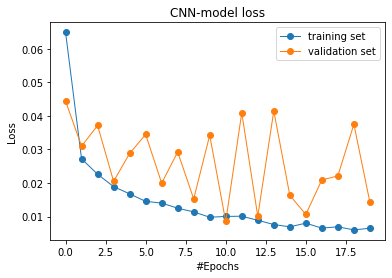 CNN-model loss
training set
validation set
Loss
0.06
0.05
0.04
0.03
0.02
0.01
0.0 2.5 5.0 7.5 10.0 12.5 15.0 17.5
#Epochs